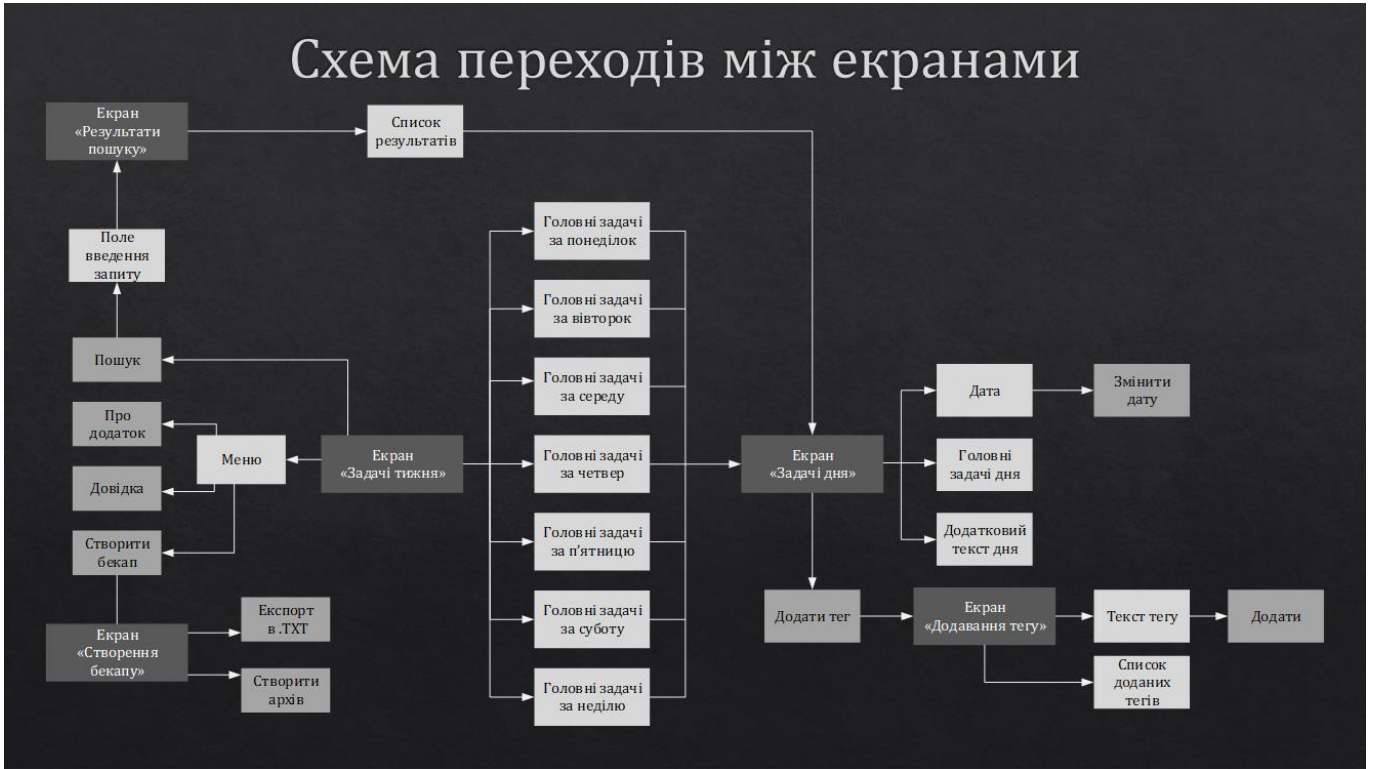 Схема переходів між екранами
Екран
«Результати
пошуку»
Список
результатів
Поле
введення
запиту
Пошук
Про
додаток
Меню
Довідка
Створити
бекап
Екран
«Створення
бекапу»
Експорт
в .TXT
Створити
архів
Екран
«Задачі тижня»
Головні задачі
за понеділок
Головні задачі
за вівторок
Головні задачі
за середу
Головні задачі
за четвер
Головні задачі
за п'ятницю
Головні задачі
за суботу
Головні задачі
за неділю
Екран
«Задачі дня»
Дата
Змінити
дату
Головні
задачі дня
Додатковий
текст дня
Додати тег
Екран
«Додавання тегу»
Текст тегу
Додати
Список
доданих
тегів